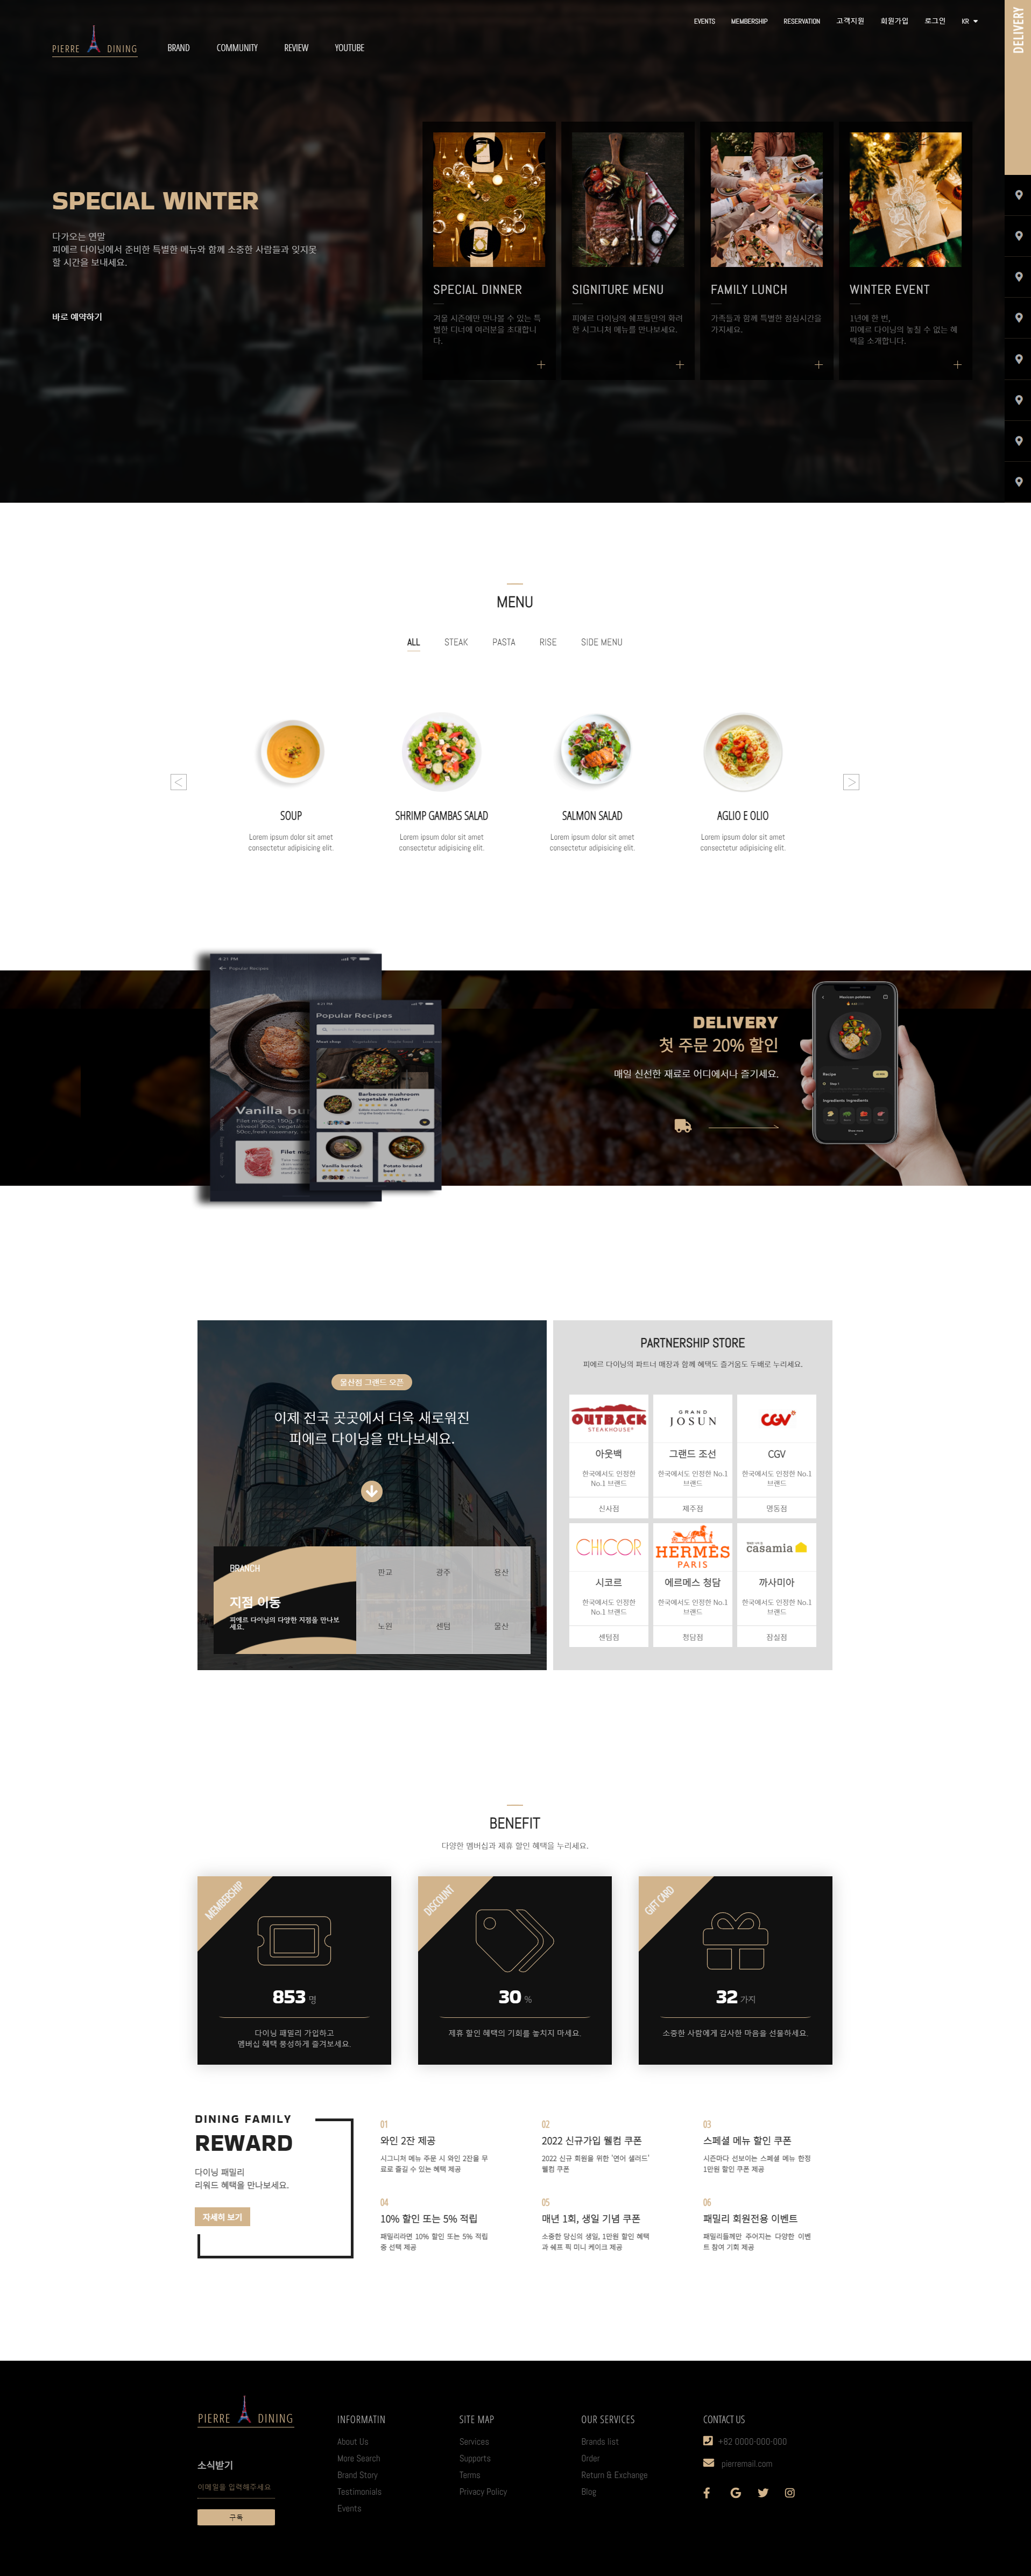 EVENTS MEMBERSHIP RESERVATION 고객지원 회원가입 로그인 KR
DELIVERY
PIERRE DINING
BRAND COMMUNITY REVIEW YOUTUBE
SPECIAL WINTER
다가오는 연말
피에르 다이닝에서 준비한 특별한 메뉴와 함께 소중한 사람들과 잊지못
할 시간을 보내세요.
바로 예약하기
SPECIAL DINNER
겨울 시즌에만 만나볼 수 있는 특
별한 디너에 여러분을 초대합니
다.
SIGNITURE MENU
피에르 다이닝의 쉐프들만의 화려
한 시그니처 메뉴를 만나보세요.
FAMILY LUNCH
가족들과 함께 특별한 점심시간을
가지세요.
WINTER EVENT
1년에 한 번,
피에르 다이닝의 놓칠 수 없는 혜
택을 소개합니다.
MENU
ALL STEAK PASTA RISE SIDE MENU
< >
SOUP
Lorem ipsum dolor sit amet
consectetur adipisicing elit.
SHRIMP GAMBAS SALAD
Lorem ipsum dolor sit amet
consectetur adipisicing elit.
SALMON SALAD
Lorem ipsum dolor sit amet
consectetur adipisicing elit.
AGLIO E OLIO
Lorem ipsum dolor sit amet
consectetur adipisicing elit.
4:21 PM
Popular Recipes
Vanilla bu
Filet mig
4:21 PM
Popular Recipes
Search
Barbecue mushroom
vegetable platter
Vanilla burdock
Potato braised
beef
DELIVERY
첫 주문 20% 할인
매일 신선한 재료로 어디에서나 즐기세요.
Mexican potatoes
Recipe
Step 1
Ingredients
울산점 그랜드 오픈
이제 전국 곳곳에서 더욱 새로워진
피에르 다이닝을 만나보세요.
BRANCH
지점 이동
피에르 다이닝의 다양한 지점을 만나보
세요.
판교 광주 용산
노원 센텀 울산
PARTNERSHIP STORE
피에르 다이닝의 파트너 매장과 함께 혜택도 즐거움도 두배로 누리세요.
OUTBACK
STEAKHOUSE
아웃백
한국에서도 인정한
No.1 브랜드
신사점
GRAND
JOSUN
그랜드 조선
한국에서도 인정한 No.1
브랜드
제주점
CGV
CGV
한국에서도 인정한 No.1
브랜드
명동점
CHICOR
시코르
한국에서도 인정한
No.1 브랜드
센텀점
HERMES
PARIS
에르메스 청담
한국에서도 인정한 No.1
브랜드
청담점
casamia
까사미아
한국에서도 인정한 No.1
브랜드
잠실점
BENEFIT
다양한 멤버십과 제휴 할인 혜택을 누리세요.
MEMBERSHIP
853 명
다이닝 패밀리 가입하고
멤버십 혜택 풍성하게 즐겨보세요.
DISCOUNT
30 %
제휴 할인 혜택의 기회를 놓치지 마세요.
GIFT CARD
32 가지
소중한 사람에게 감사한 마음을 선물하세요.
DINING FAMILY
REWARD
다이닝 패밀리
리워드 혜택을 만나보세요.
자세히 보기
01
와인 2잔 제공
시그니처 메뉴 주문 시 와인 2잔을 무
료로 즐길 수 있는 혜택 제공
02
2022 신규가입 웰컴 쿠폰
2022 신규 회원을 위한 '연어 샐러드'
웰컴 쿠폰
03
스페셜 메뉴 할인 쿠폰
시즌마다 선보이는 스페셜 메뉴 한정
1만원 할인 쿠폰 제공
04
10% 할인 또는 5% 적립
패밀리라면 10% 할인 또는 5% 적립
중 선택 제공
05
매년 1회, 생일 기념 쿠폰
소중한 당신의 생일, 1만원 할인 혜택
과 쉐프 픽 미니 케이크 제공
06
패밀리 회원전용 이벤트
패밀리들께만 주어지는 다양한 이벤
트 참여 기회 제공
PIERRE DINING
소식받기
이메일을 입력해주세요
구독
INFORMATIN
About Us
More Search
Brand Story
Testimonials
Events
SITE MAP
Services
Supports
Terms
Privacy Policy
OUR SERVICES
Brands list
Order
Return & Exchange
Blog
CONTACT US
+82 0000-000-000
pierremail.com